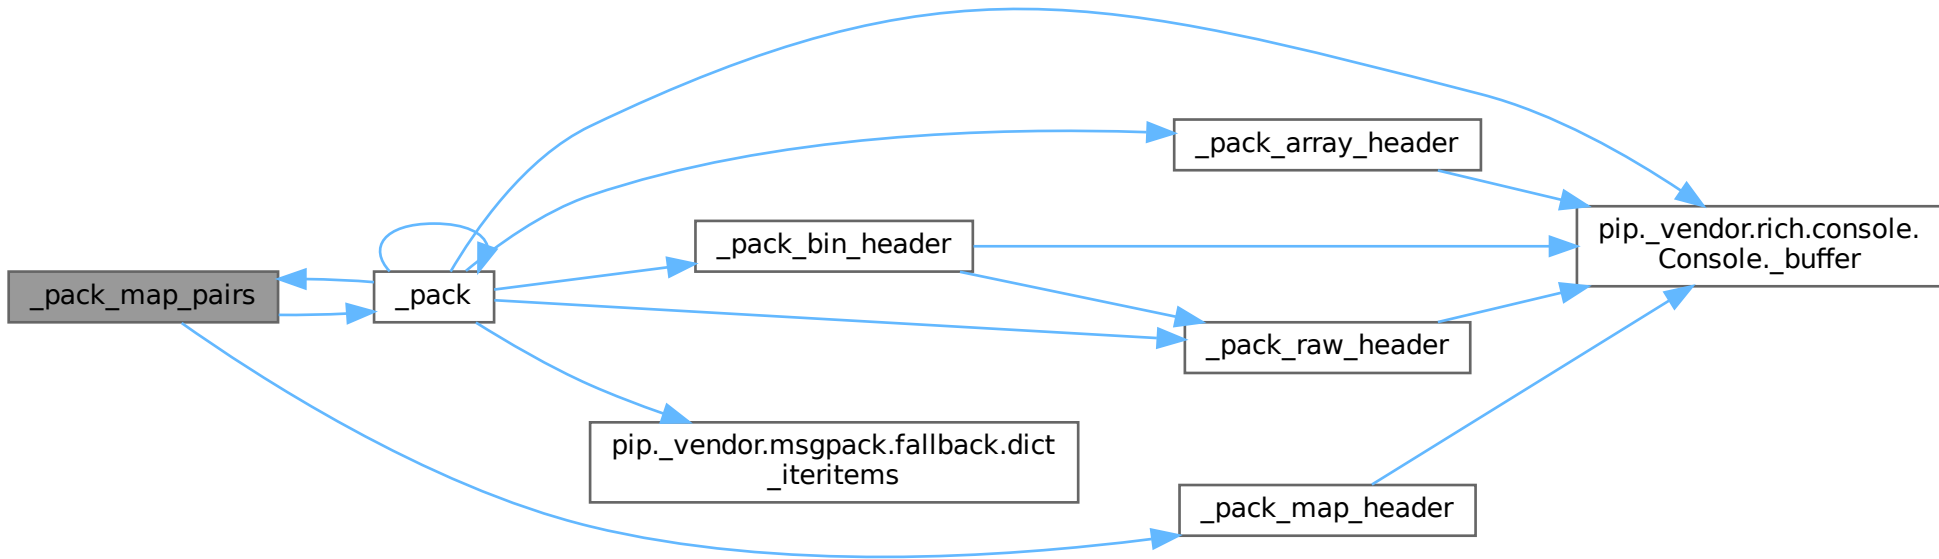 _pack_map_pairs
_pack
_pack_bin_header
pip._vendor.msgpack.fallback.dict
_iteritems
_pack_array_header
_pack_raw_header
_pack_map_header
pip._vendor.rich.console.
Console._buffer